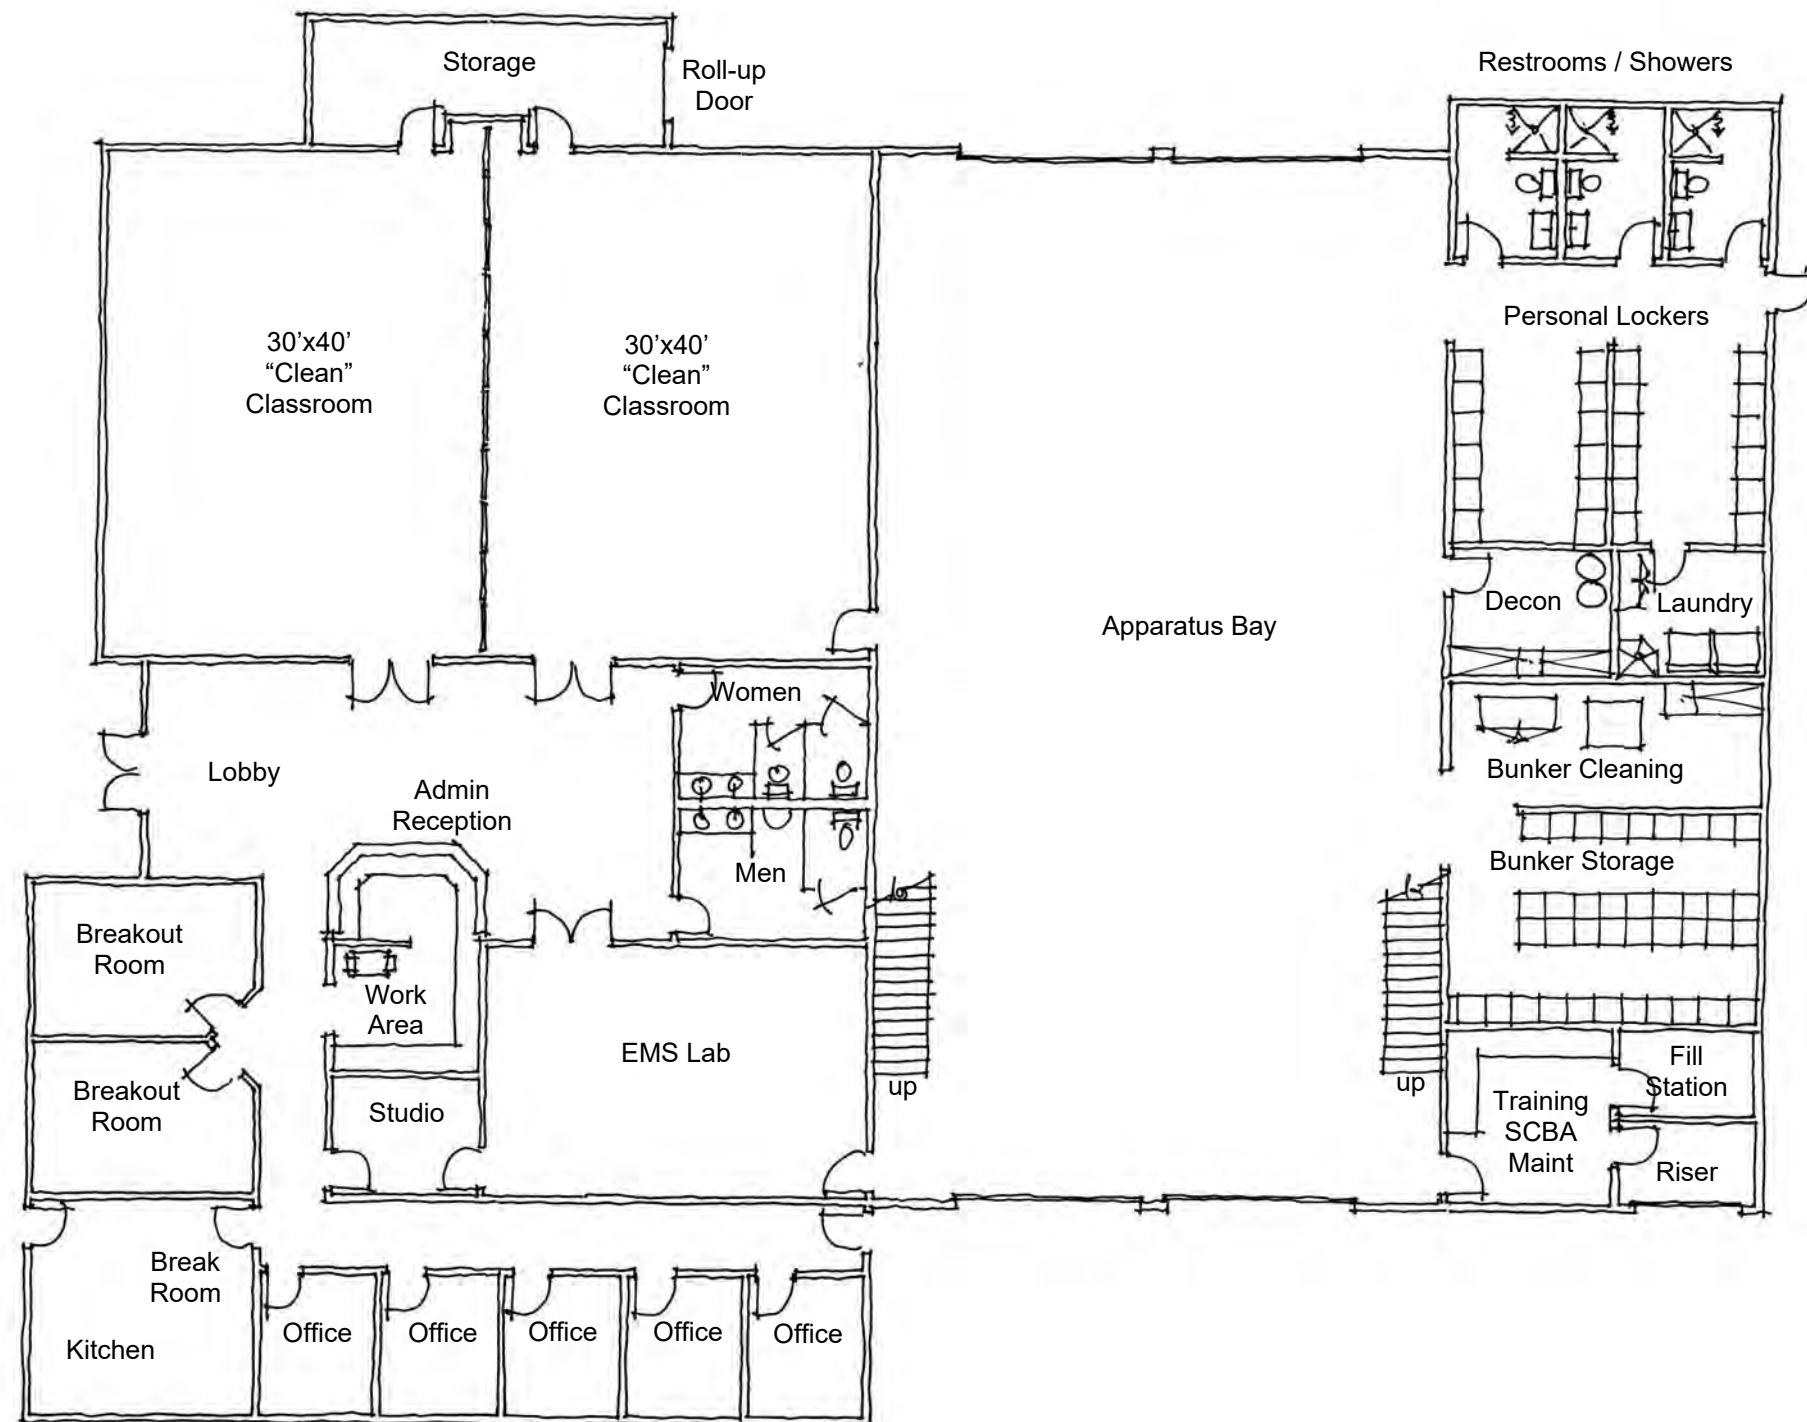 Storage
Roll-up
Door
Restrooms / Showers
30’x40’
“Clean”
Classroom
30’x40’
“Clean”
Classroom
Personal Lockers
Apparatus Bay
Decon
Laundry
Women
Lobby
Admin
Reception
Bunker Cleaning
Men
Bunker Storage
Breakout
Room
Work
Area
EMS Lab
Breakout
Room
Studio
up
up
Fill
Station
Training
SCBA
Maint
Riser
Break
Room
Kitchen
Office
Office
Office
Office
Office